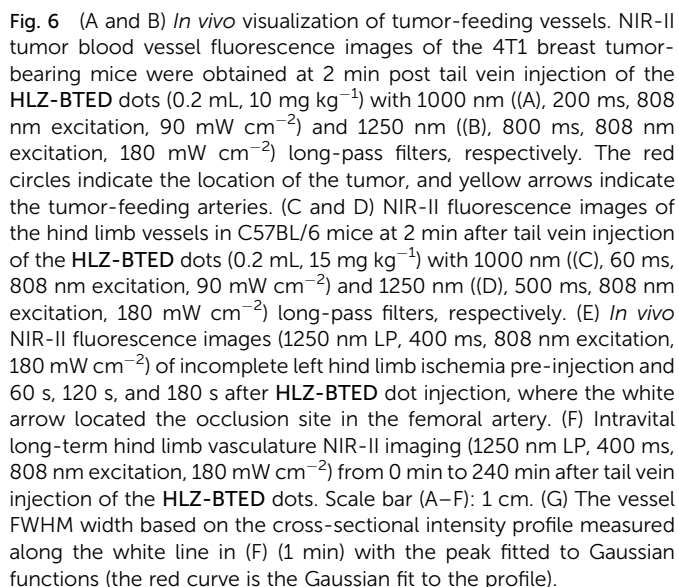 Fig. 6 (A and B) In vivo visualization of tumor-feeding vessels. NIR-II
tumor blood vessel fluorescence images of the 4T1 breast tumor-
bearing mice were obtained at 2 min post tail vein injection of the
HLZ-BTED dots (0.2 mL, 10 mg kg⁻¹) with 1000 nm ((A), 200 ms, 808
nm excitation, 90 mW cm⁻²) and 1250 nm ((B), 800 ms, 808 nm
excitation, 180 mW cm⁻²) long-pass filters, respectively. The red
circles indicate the location of the tumor, and yellow arrows indicate
the tumor-feeding arteries. (C and D) NIR-II fluorescence images of
the hind limb vessels in C57BL/6 mice at 2 min after tail vein injection
of the HLZ-BTED dots (0.2 mL, 15 mg kg⁻¹) with 1000 nm ((C), 60 ms,
808 nm excitation, 90 mW cm⁻²) and 1250 nm ((D), 500 ms, 808 nm
excitation, 180 mW cm⁻²) long-pass filters, respectively. (E) In vivo
NIR-II fluorescence images (1250 nm LP, 400 ms, 808 nm excitation,
180 mW cm⁻²) of incomplete left hind limb ischemia pre-injection and
60 s, 120 s, and 180 s after HLZ-BTED dot injection, where the white
arrow located the occlusion site in the femoral artery. (F) Intravital
long-term hind limb vasculature NIR-II imaging (1250 nm LP, 400 ms,
808 nm excitation, 180 mW cm⁻²) from 0 min to 240 min after tail vein
injection of the HLZ-BTED dots. Scale bar (A–F): 1 cm. (G) The vessel
FWHM width based on the cross-sectional intensity profile measured
along the white line in (F) (1 min) with the peak fitted to Gaussian
functions (the red curve is the Gaussian fit to the profile).